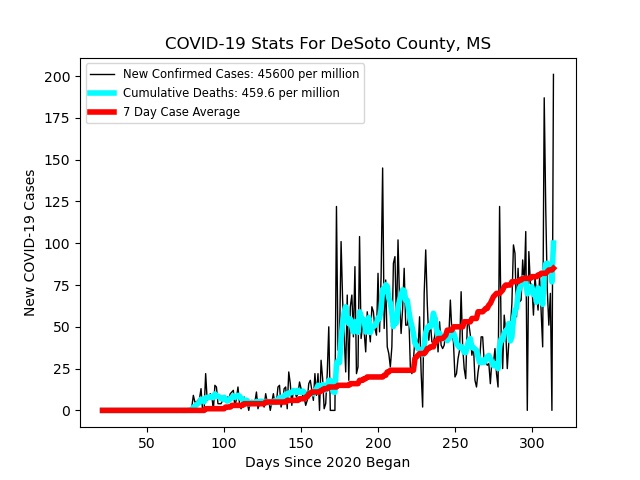 COVID-19 Stats For DeSoto County, MS
New Confirmed Cases: 45600 per million
Cumulative Deaths: 459.6 per million
7 Day Case Average
New COVID-19 Cases
200
175
150
125
100
75
50
25
0
50 100 150 200 250 300
Days Since 2020 Began